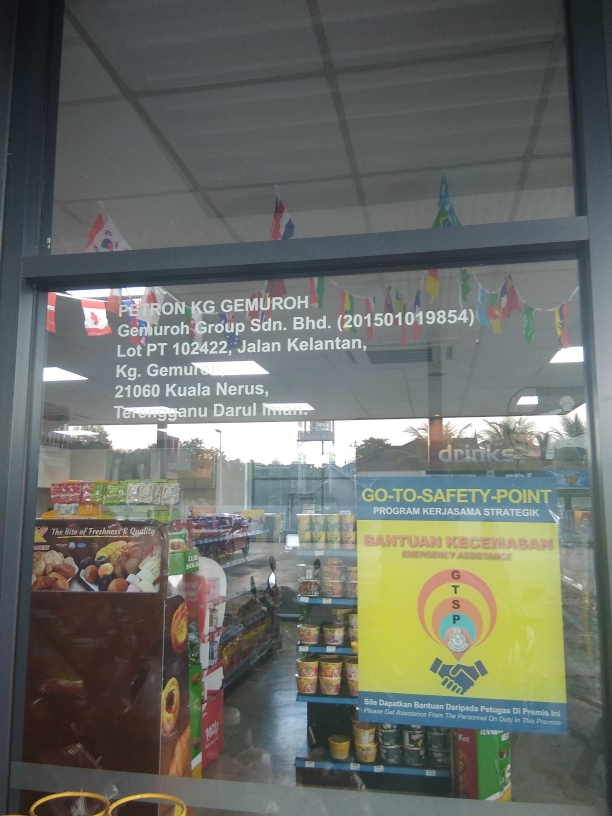 PETRON KG GEMUROH
Gemuroh Group Sdn. Bhd. (201501019854)
Lot PT 102422, Jalan Kelantan,
Kg. Gemuroh,
21060 Kuala Nerus,
Terengganu Darul Iman.
drinks
GO-TO-SAFETY-POINT
PROGRAM KERJASAMA STRATEGIK
BANTUAN KECEMASAN
EMERGENCY ASSISTANCE
GTSP
Sila Dapatkan Bantuan Daripada Petugas Di Premis Ini
Please Get Assistance From The Personnel On Duty In This Premise
The Bite of Freshness & Quality